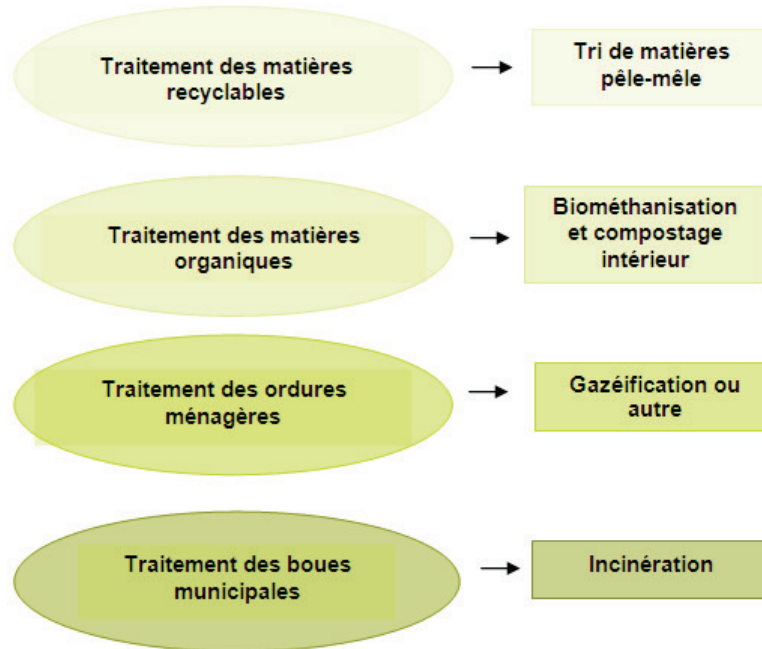 Traitement des matières
recyclables
Tri de matières
pêle-mêle
Traitement des matières
organiques
Biométhanisation
et compostage
intérieur
Traitement des ordures
ménagères
Gazéification ou
autre
Traitement des boues
municipales
Incinération